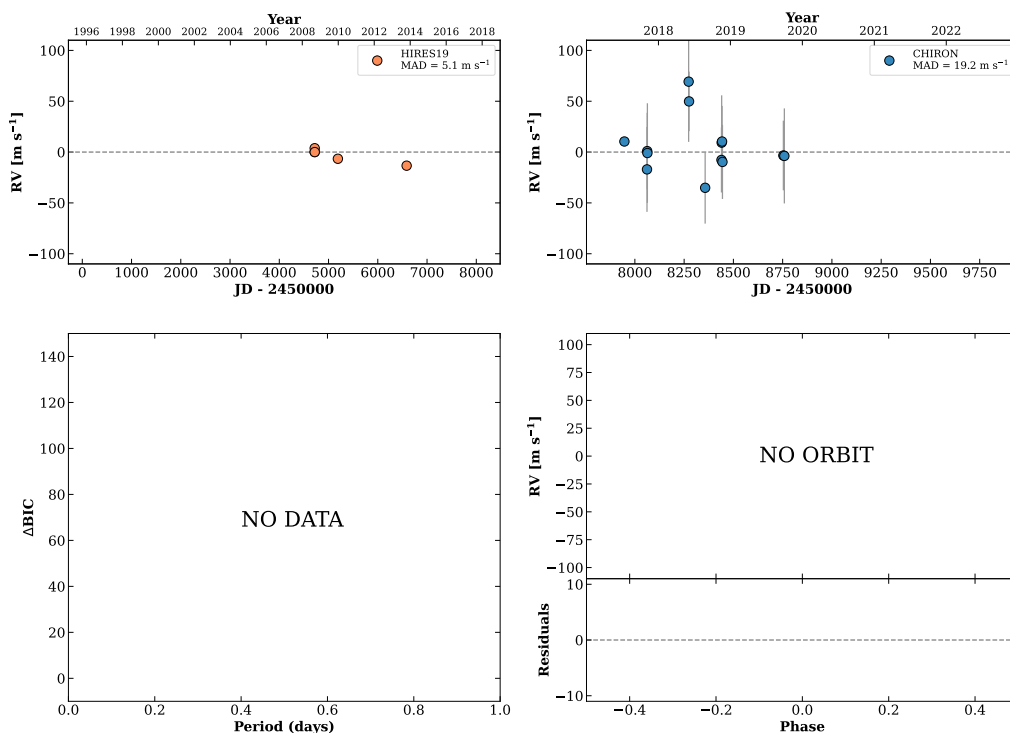 Year
1996 1998 2000 2002 2004 2006 2008 2010 2012 2014 2016 2018
HIRES19
MAD = 5.1 m s⁻¹
RV [m s⁻¹]
100
50
0
−50
−100
0 1000 2000 3000 4000 5000 6000 7000 8000
JD - 2450000
Year
2018 2019 2020 2021 2022
CHIRON
MAD = 19.2 m s⁻¹
RV [m s⁻¹]
100
50
0
−50
−100
8000 8250 8500 8750 9000 9250 9500 9750
JD - 2450000
ΔBIC
140
120
100
80
60
40
20
0
NO DATA
0.0 0.2 0.4 0.6 0.8 1.0
Period (days)
RV [m s⁻¹]
100
75
50
25
0
−25
−50
−75
−100
NO ORBIT
Residuals
10
0
−10
−0.4 −0.2 0.0 0.2 0.4
Phase